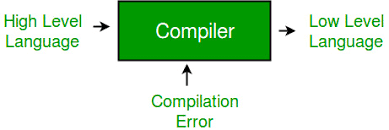 High Level
Language
Compiler
Low Level
Language
Compilation
Error